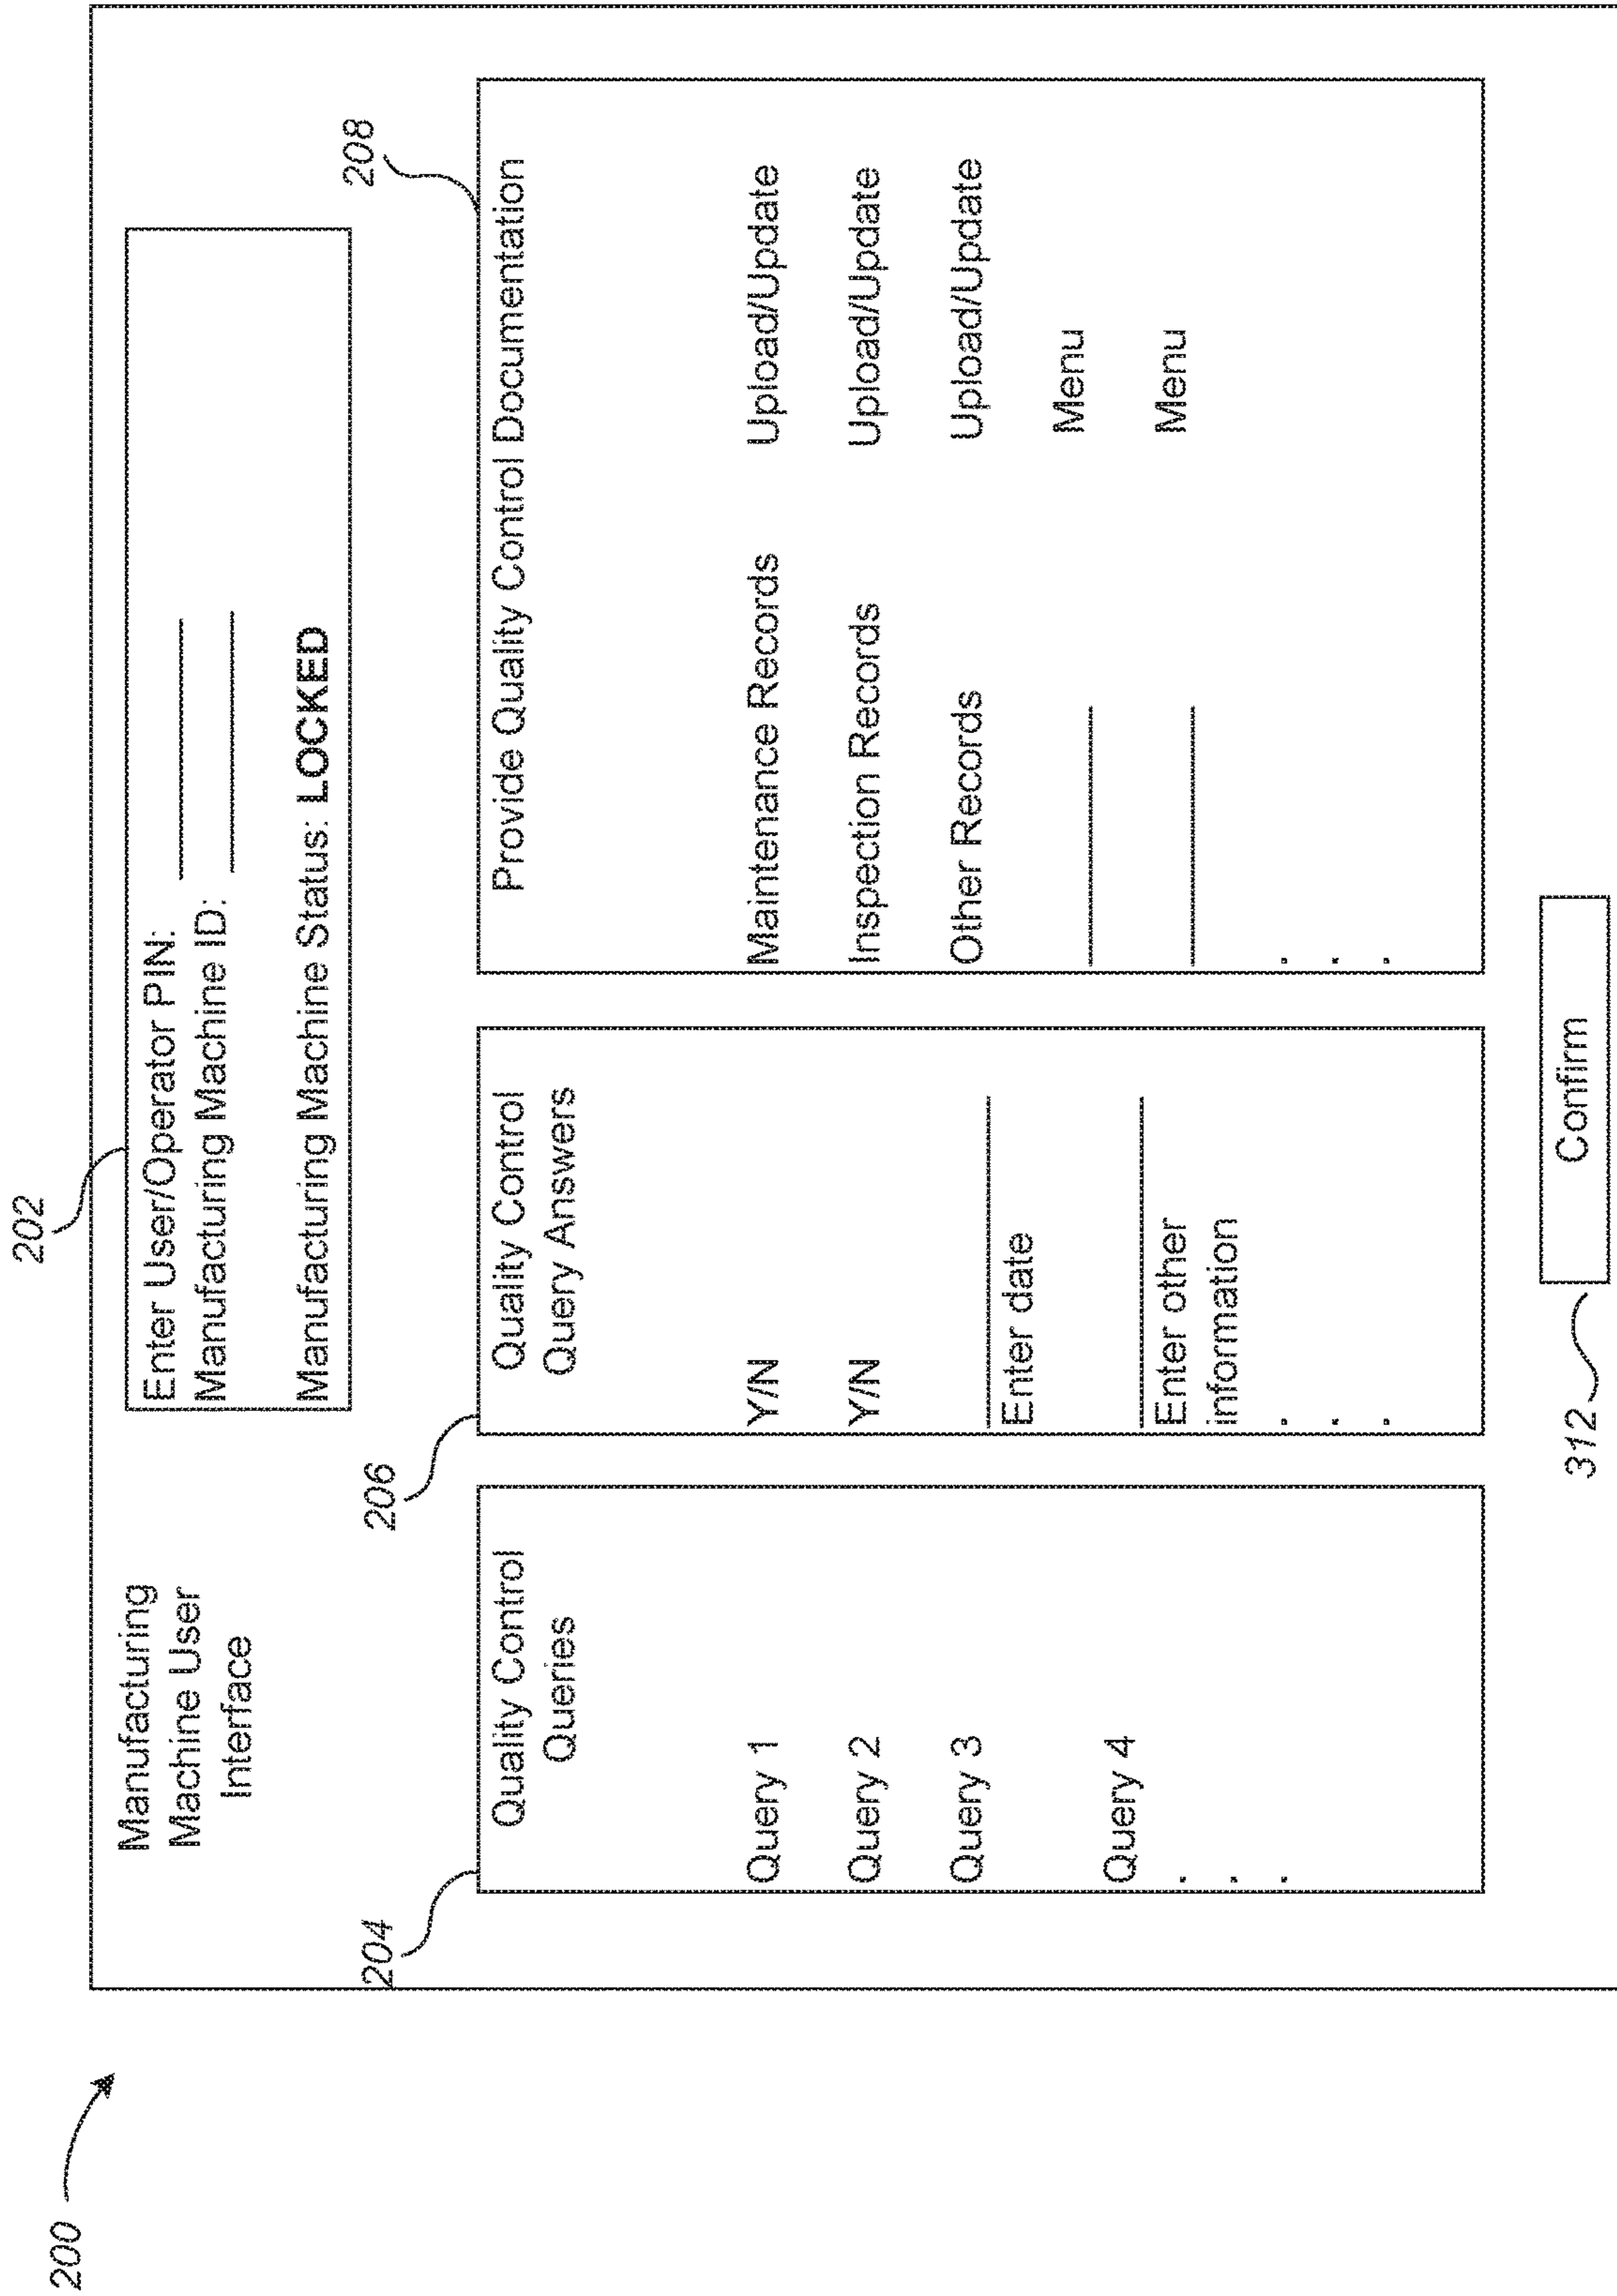 200
202
Manufacturing
Machine User
Interface
Enter User/Operator PIN:
Manufacturing Machine ID:
Manufacturing Machine Status: LOCKED
204
Quality Control
Queries
Query 1
Query 2
Query 3
Query 4
.
.
.
206
Quality Control
Query Answers
Y/N
Y/N
Enter date
Enter other
information
.
.
.
208
Provide Quality Control Documentation
Maintenance Records Upload/Update
Inspection Records Upload/Update
Other Records Upload/Update
Menu
Menu
.
.
.
312
Confirm